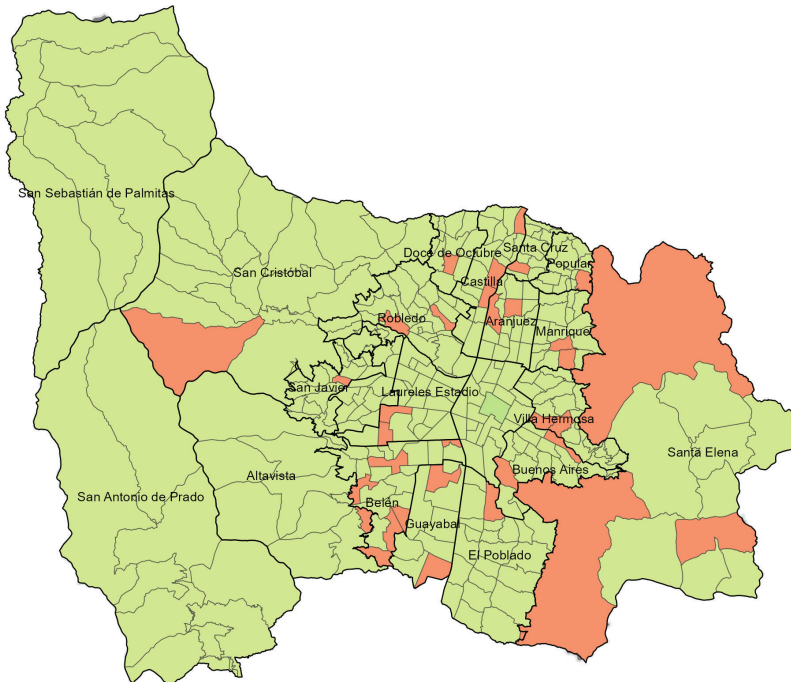 San Sebastián de Palmitas
San Cristóbal
Doce de Octubre
Santa Cruz
Popular
Castilla
Robledo
Aranjuez
Manrique
San Javier
Laureles Estadio
Villa Hermosa
Santa Elena
Buenos Aires
Altavista
San Antonio de Prado
Belén
Guayabal
El Poblado